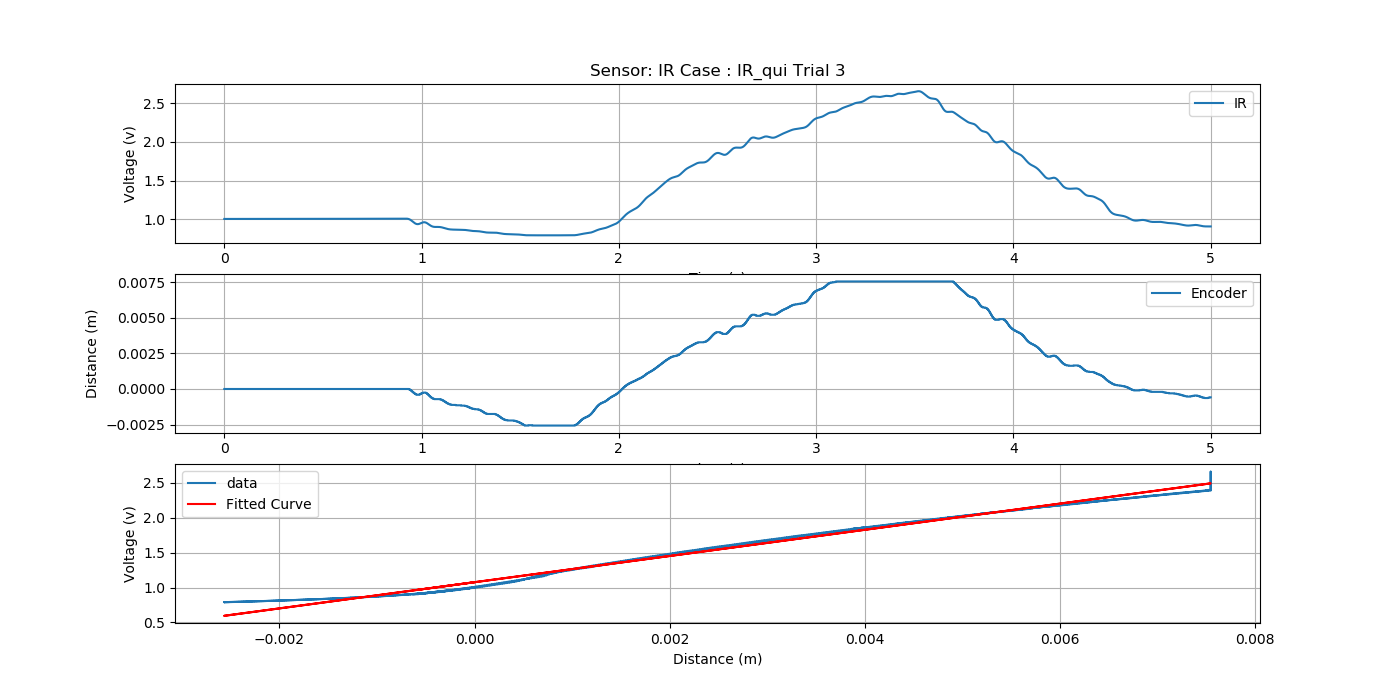 Sensor: IR Case : IR_qui Trial 3
2.5
2.0
1.5
1.0
Voltage (v)
IR
0 1 2 3 4 5
0.0075
0.0050
0.0025
0.0000
−0.0025
Distance (m)
Encoder
0 1 2 3 4 5
2.5
2.0
1.5
1.0
0.5
Voltage (v)
data
Fitted Curve
−0.002 0.000 0.002 0.004 0.006 0.008
Distance (m)